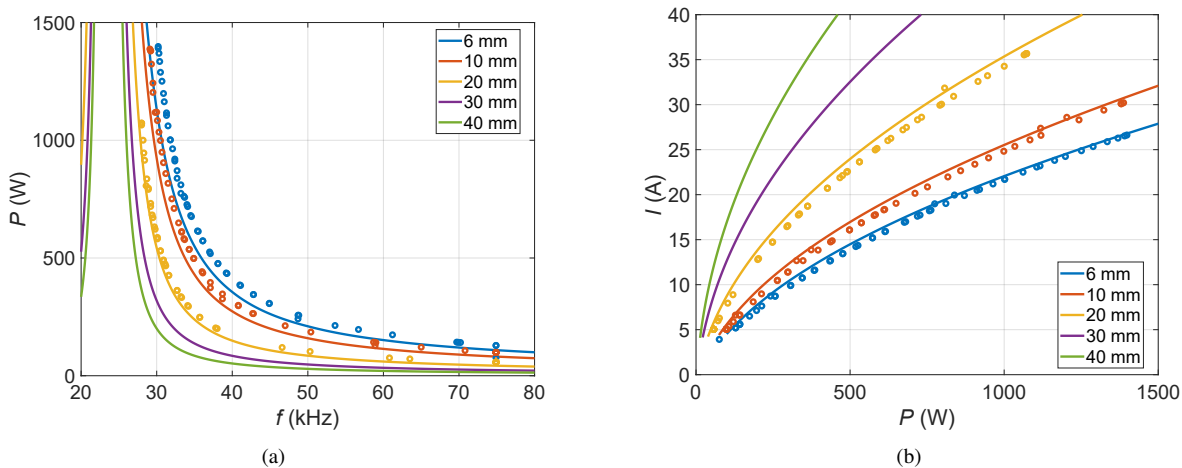 1500
1000
500
0
P (W)
20 30 40 50 60 70 80
f (kHz)
6 mm
10 mm
20 mm
30 mm
40 mm
(a)
40
35
30
25
20
15
10
5
0
I (A)
0 500 1000 1500
P (W)
6 mm
10 mm
20 mm
30 mm
40 mm
(b)